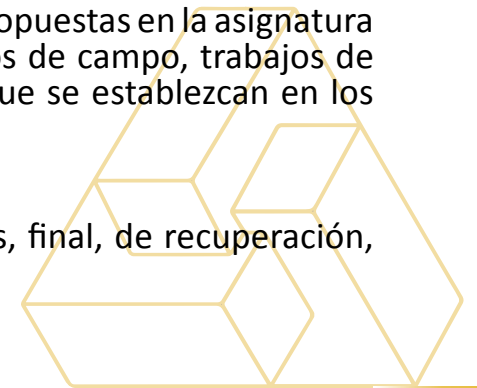 opuestas en la asignatura
s de campo, trabajos de
ue se establezcan en los
s, final, de recuperación,